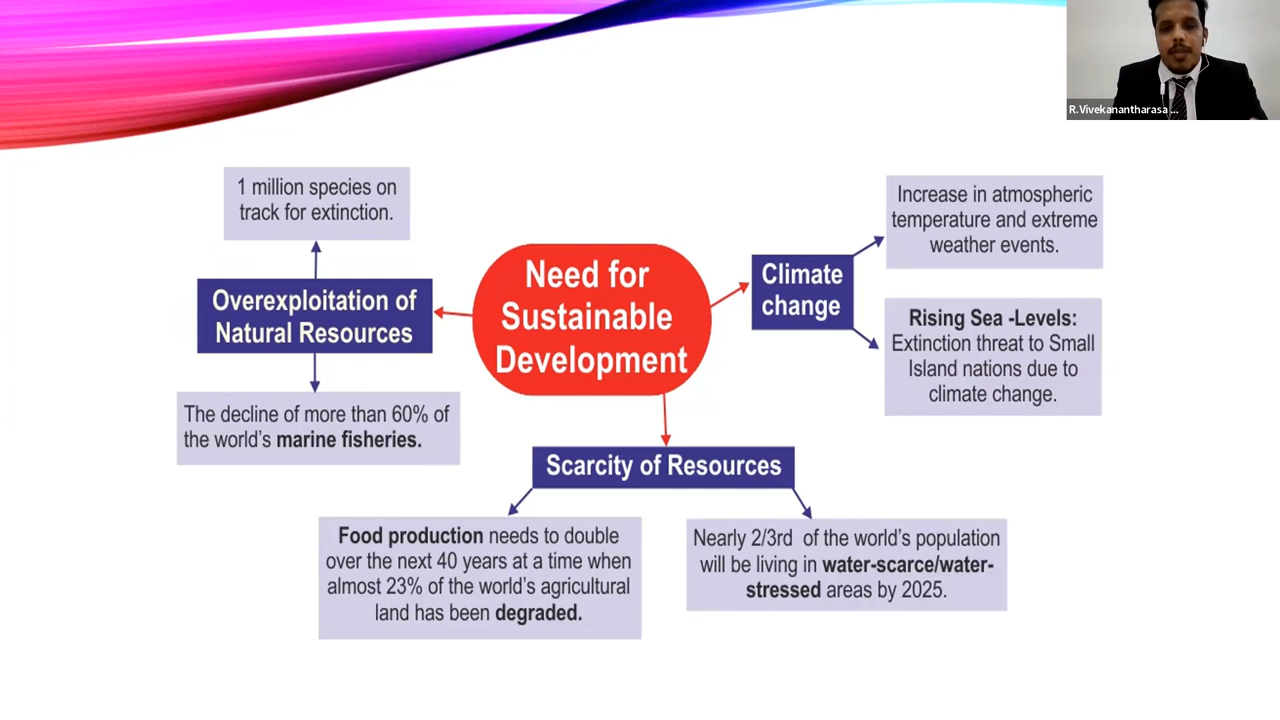 R.Vivekanantharasa ...
1 million species on
track for extinction.
Overexploitation of
Natural Resources
The decline of more than 60% of
the world's marine fisheries.
Need for
Sustainable
Development
Climate
change
Increase in atmospheric
temperature and extreme
weather events.
Rising Sea -Levels:
Extinction threat to Small
Island nations due to
climate change.
Scarcity of Resources
Food production needs to double
over the next 40 years at a time when
almost 23% of the world's agricultural
land has been degraded.
Nearly 2/3rd of the world's population
will be living in water-scarce/water-
stressed areas by 2025.